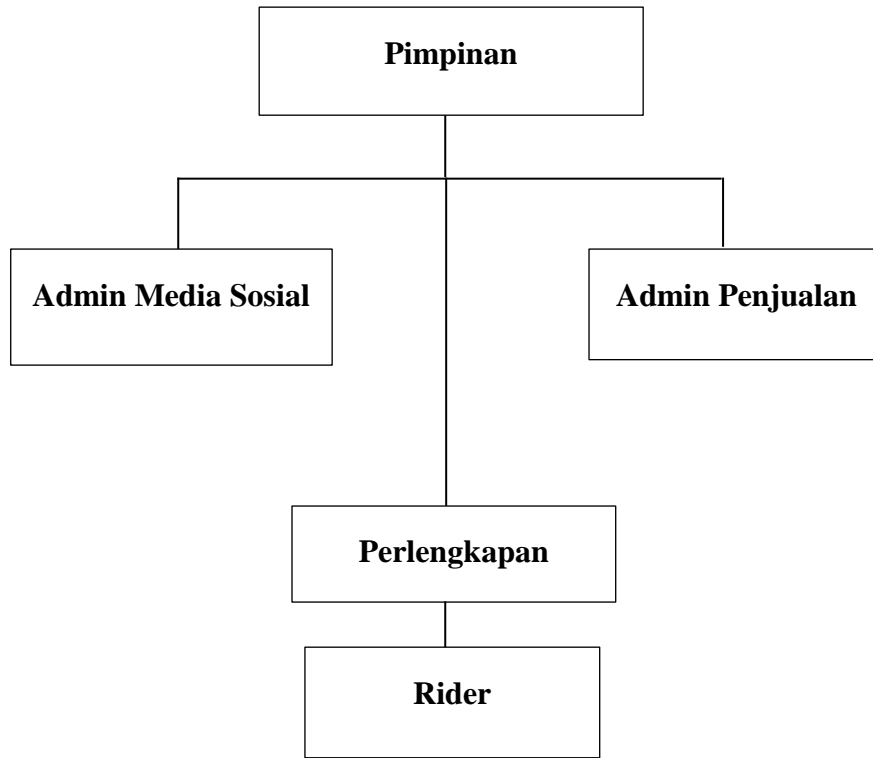 Pimpinan
Admin Media Sosial
Admin Penjualan
Perlengkapan
Rider